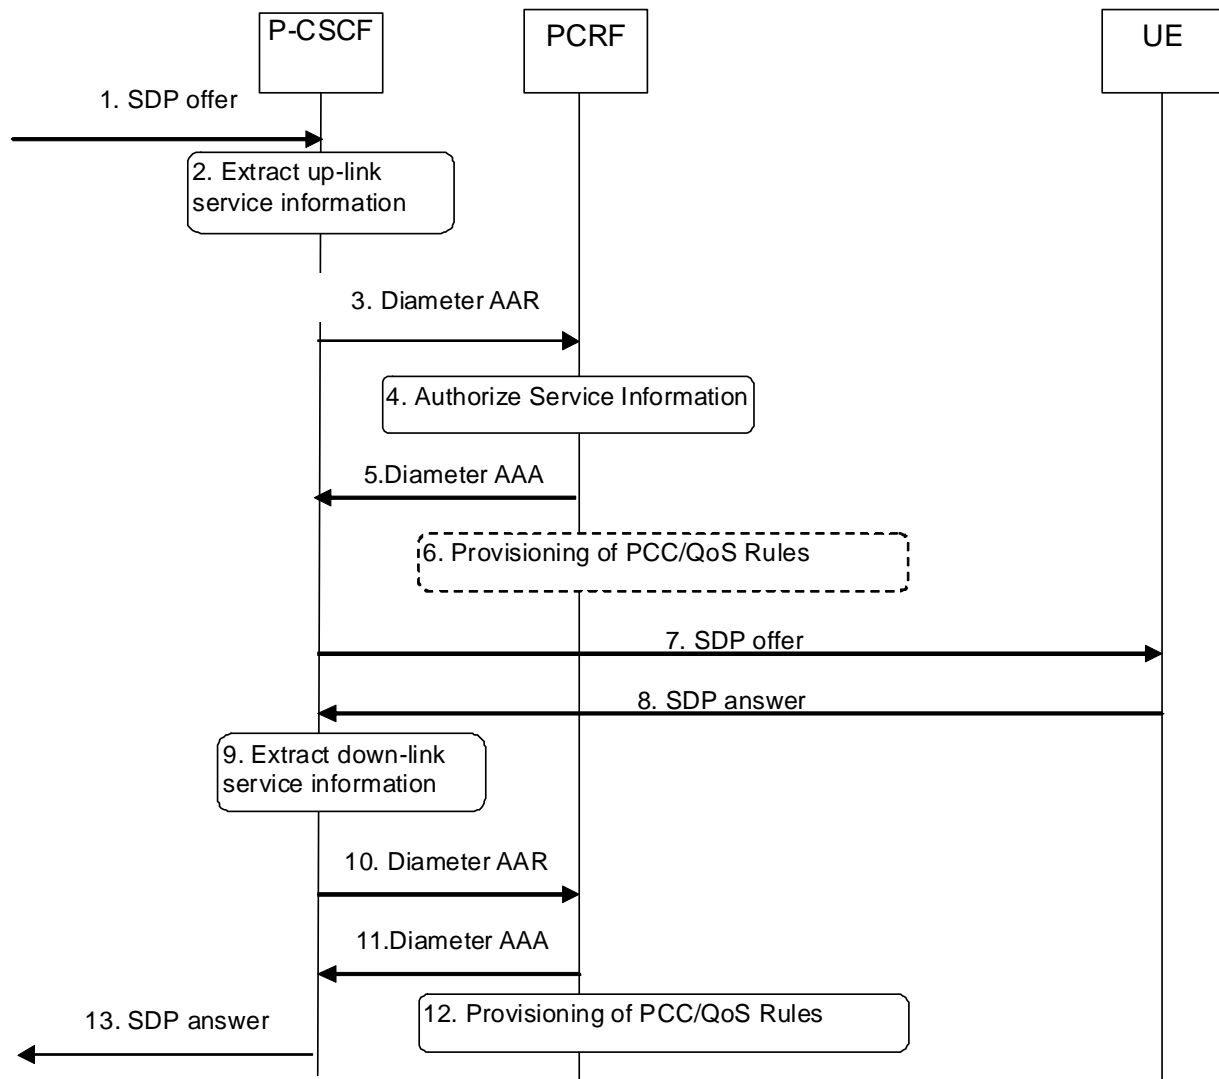 P-CSCF
PCRF
UE
1. SDP offer
2. Extract up-link
service information
3. Diameter AAR
4. Authorize Service Information
5.Diameter AAA
6. Provisioning of PCC/QoS Rules
7. SDP offer
8. SDP answer
9. Extract down-link
service information
10. Diameter AAR
11.Diameter AAA
12. Provisioning of PCC/QoS Rules
13. SDP answer